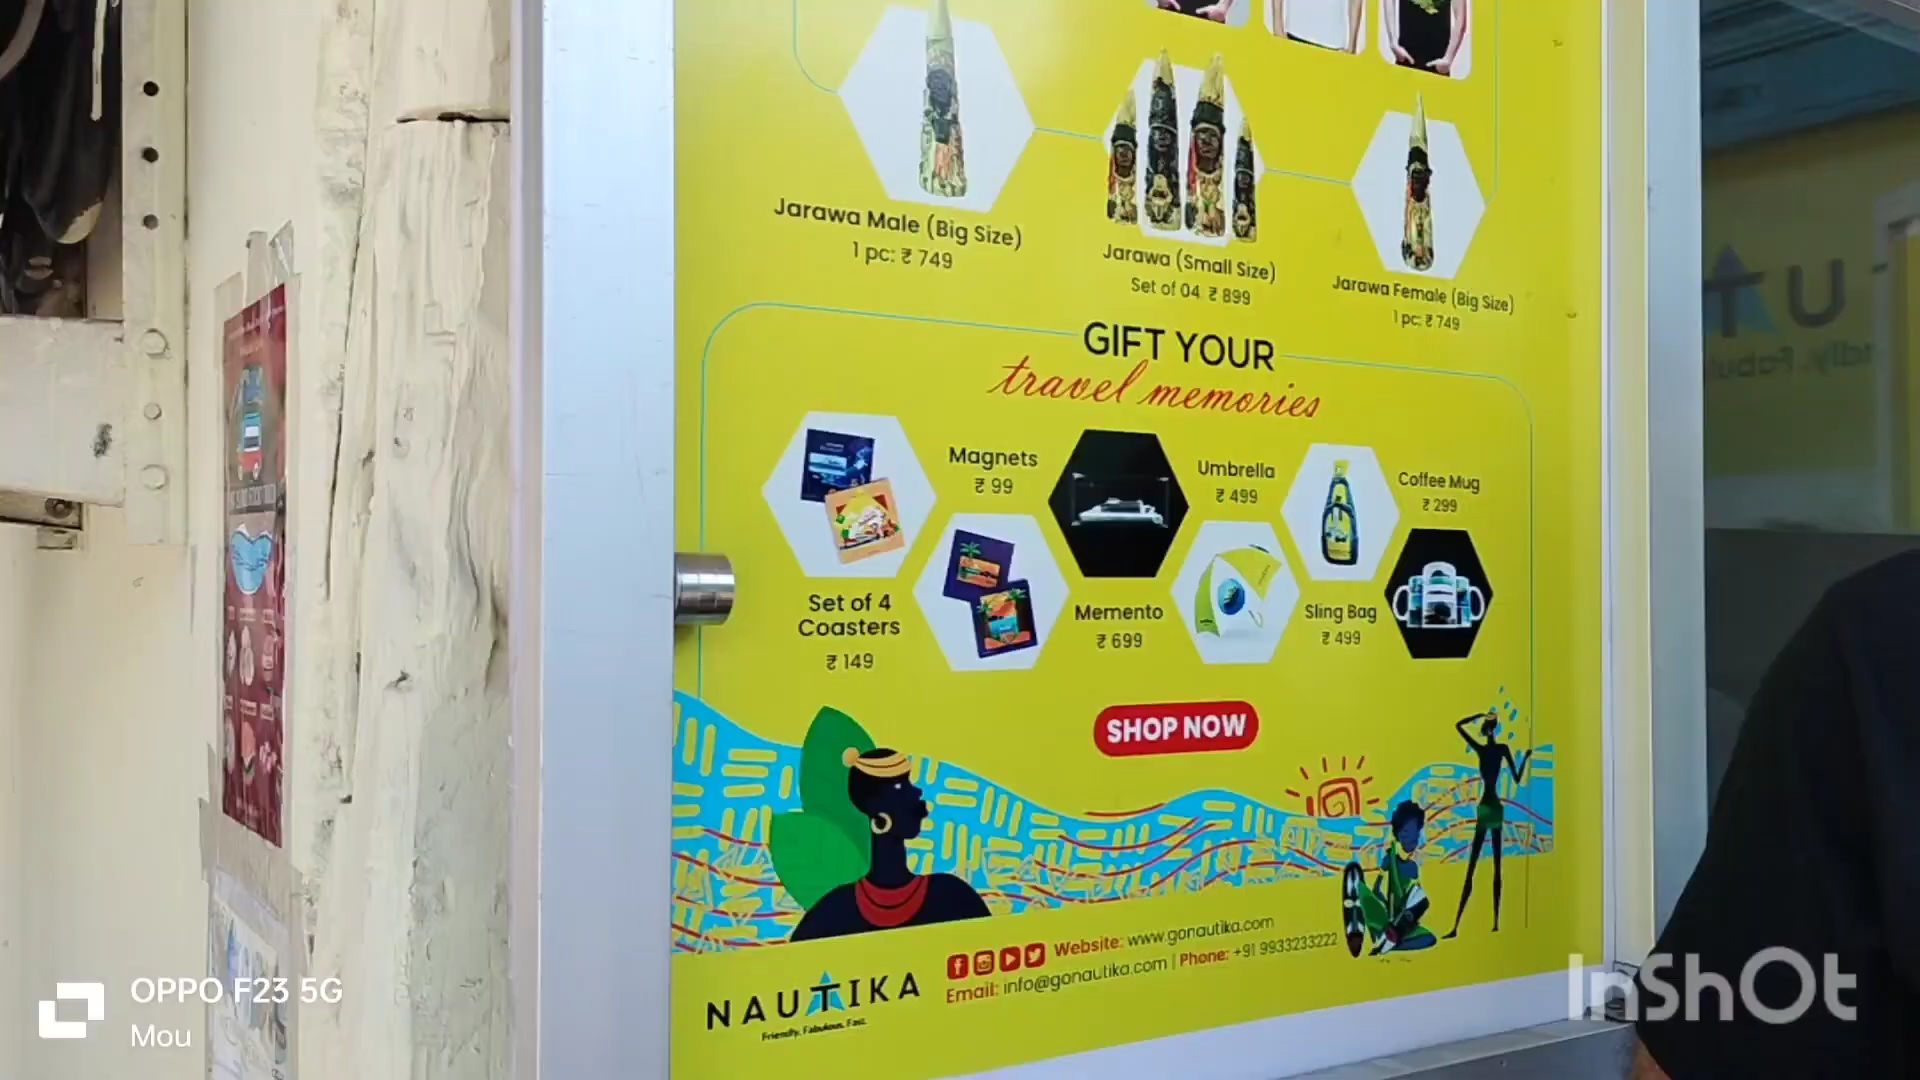 Jarawa Male (Big Size)
1 pc: ₹ 749
Jarawa (Small Size)
Set of 04 ₹ 899
Jarawa Female (Big Size)
1 pc: ₹ 749
GIFT YOUR
travel memories
Magnets
₹ 99
Umbrella
₹ 499
Coffee Mug
₹ 299
Set of 4
Coasters
₹ 149
Memento
₹ 699
Sling Bag
₹ 499
SHOP NOW
NAUTIKA
Friendly. Fabulous. Fast.
Website: www.gonautika.com
Email: info@gonautika.com | Phone: +91 9933233222
OPPO F23 5G
Mou
InShOt